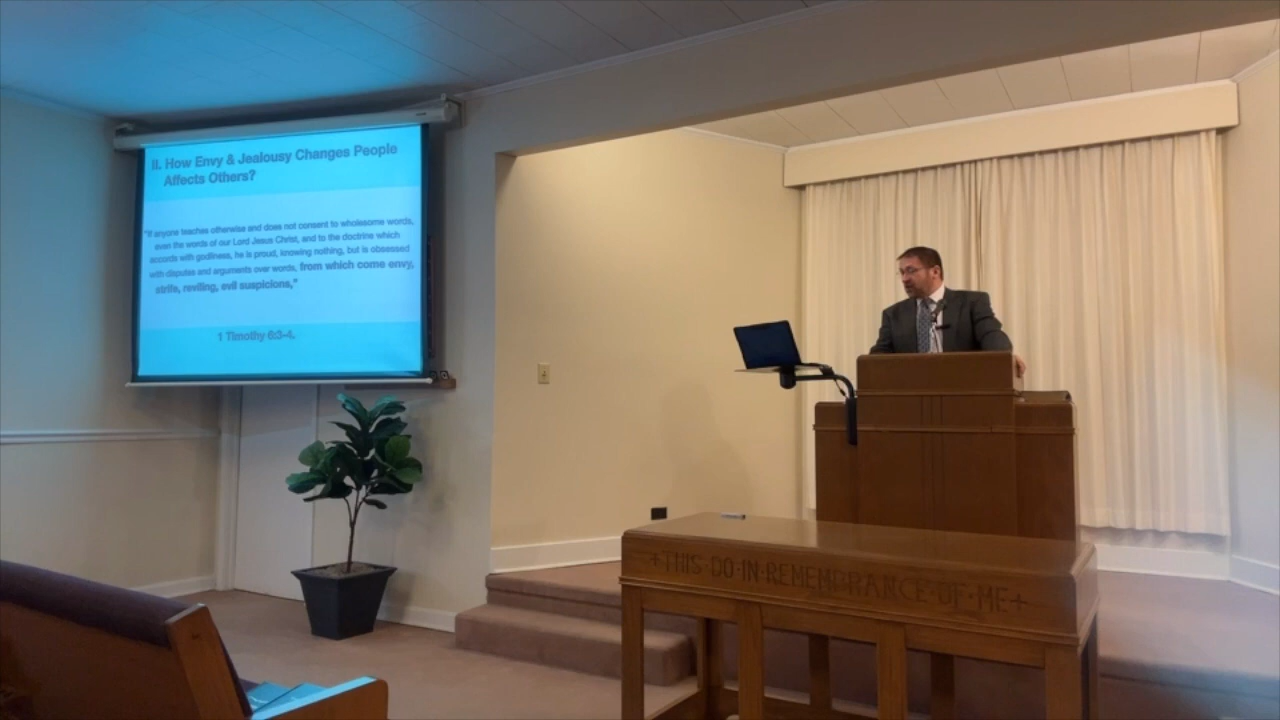 II. How Envy & Jealousy Changes People
Affects Others?
"If anyone teaches otherwise and does not consent to wholesome words,
even the words of our Lord Jesus Christ, and to the doctrine which
accords with godliness, he is proud, knowing nothing, but is obsessed
with disputes and arguments over words, from which come envy,
strife, reviling, evil suspicions,"
1 Timothy 6:3-4.
+THIS·DO·IN·REMEMBRANCE·OF·ME+